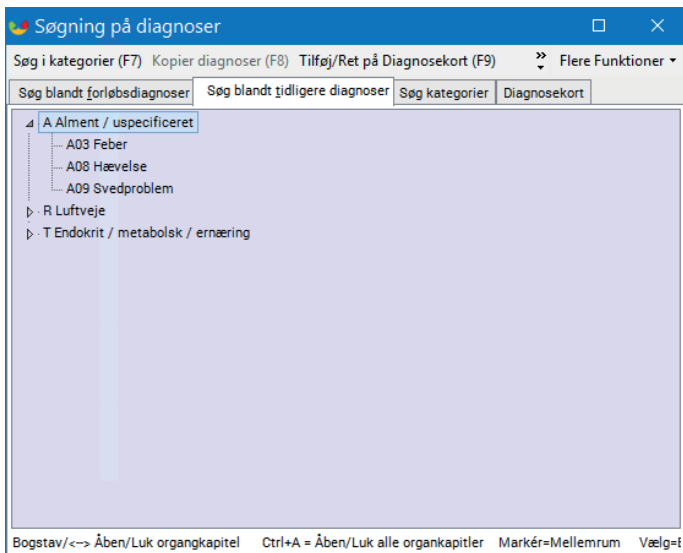 Søgning på diagnoser
Søg i kategorier (F7) Kopier diagnoser (F8) Tilføj/Ret på Diagnosekort (F9) Flere Funktioner
Søg blandt forløbsdiagnoser Søg blandt tidligere diagnoser Søg kategorier Diagnosekort
A Alment / uspecificeret
A03 Feber
A08 Hævelse
A09 Svedproblem
R Luftveje
T Endokrit / metabolsk / ernæring
Bogstav/<--> Åben/Luk organgkapitel Ctrl+A = Åben/Luk alle organkapitler Markér=Mellemrum Vælg=